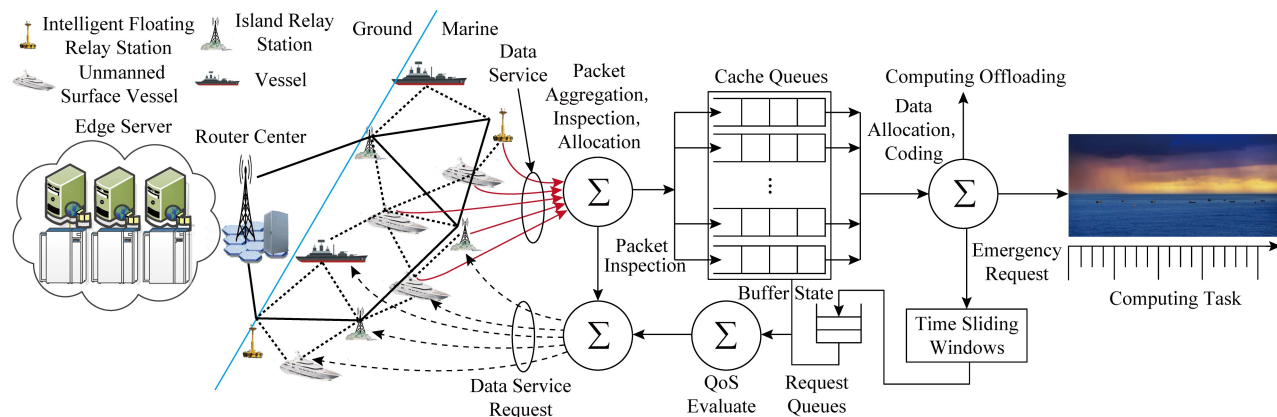 Intelligent Floating
Relay Station
Island Relay
Station
Unmanned
Surface Vessel
Vessel
Ground
Marine
Edge Server
Router Center
Data
Service
Packet
Aggregation,
Inspection,
Allocation
Σ
Packet
Inspection
Cache Queues
Buffer State
Computing Offloading
Data
Allocation,
Coding
Σ
Emergency
Request
Computing Task
Time Sliding
Windows
Request
Queues
Σ
QoS
Evaluate
Σ
Data Service
Request